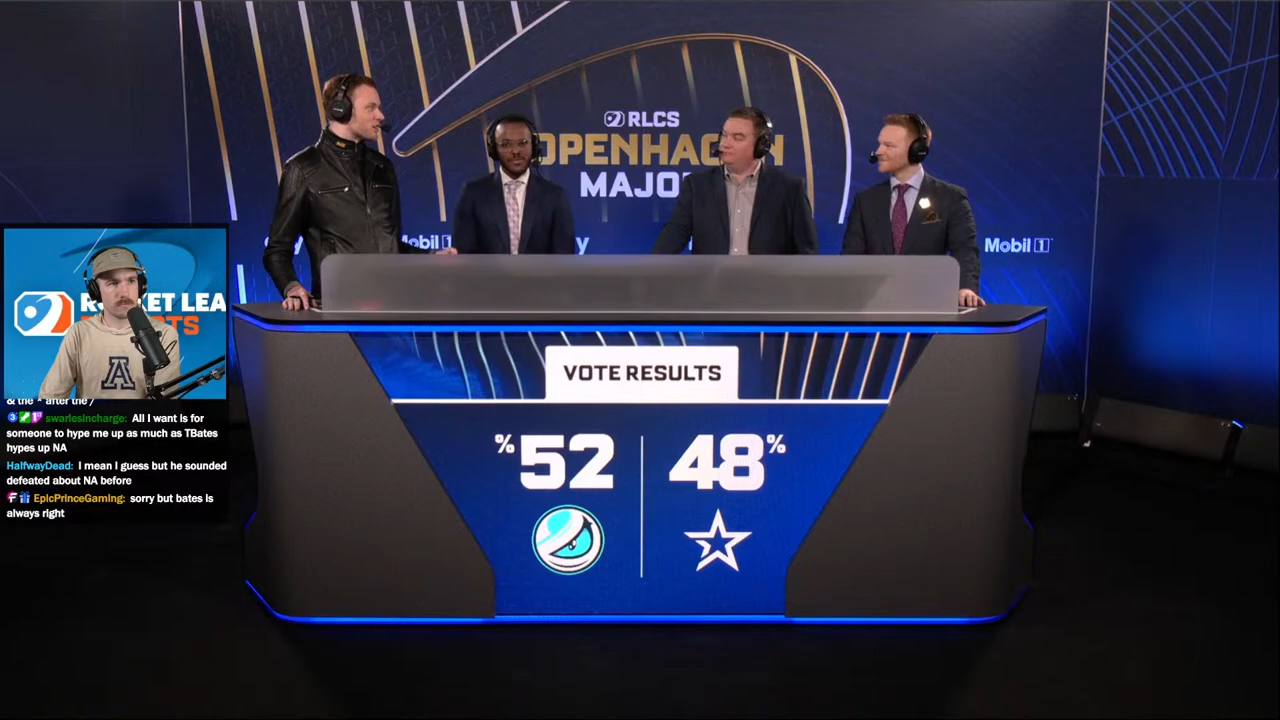 RLCS
OPENHAGEN
MAJOR
Mobil 1
y
Mobil 1
ROCKET LEA
VOTE RESULTS
%52
48%
A
& the * after the /
swarlesincharge: All I want is for
someone to hype me up as much as TBates
hypes up NA
HalfwayDead: I mean I guess but he sounded
defeated about NA before
EpicPrinceGaming: sorry but bates is
always right